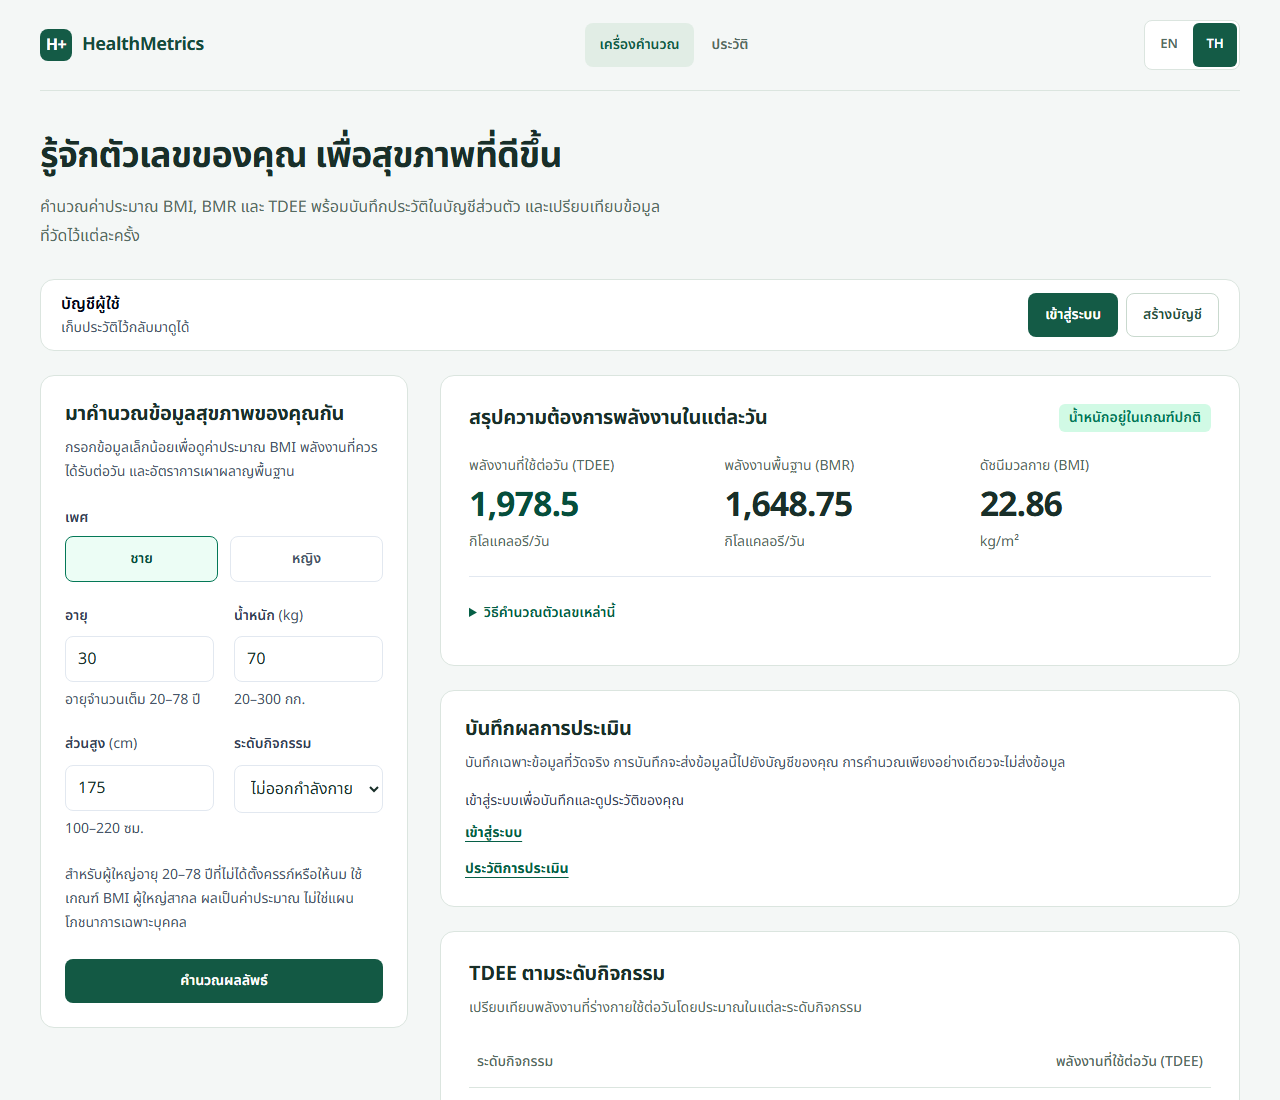 H+ HealthMetrics
เครื่องคำนวณ
ประวัติ
EN
TH
รู้จักตัวเลขของคุณ เพื่อสุขภาพที่ดีขึ้น
คำนวณค่าประมาณ BMI, BMR และ TDEE พร้อมบันทึกประวัติในบัญชีส่วนตัว และเปรียบเทียบข้อมูล
ที่วัดไว้แต่ละครั้ง
บัญชีผู้ใช้
เก็บประวัติไว้กลับมาดูได้
เข้าสู่ระบบ
สร้างบัญชี
มาคำนวณข้อมูลสุขภาพของคุณกัน
กรอกข้อมูลเล็กน้อยเพื่อดูค่าประมาณ BMI พลังงานที่ควร
ได้รับต่อวัน และอัตราการเผาผลาญพื้นฐาน
เพศ
ชาย
หญิง
อายุ
น้ำหนัก (kg)
30
70
อายุจำนวนเต็ม 20–78 ปี
20–300 กก.
ส่วนสูง (cm)
ระดับกิจกรรม
175
ไม่ออกกำลังกาย
100–220 ซม.
สำหรับผู้ใหญ่อายุ 20–78 ปีที่ไม่ได้ตั้งครรภ์หรือให้นม ใช้
เกณฑ์ BMI ผู้ใหญ่สากล ผลเป็นค่าประมาณ ไม่ใช่แผน
โภชนาการเฉพาะบุคคล
คำนวณผลลัพธ์
สรุปความต้องการพลังงานในแต่ละวัน
น้ำหนักอยู่ในเกณฑ์ปกติ
พลังงานที่ใช้ต่อวัน (TDEE)
พลังงานพื้นฐาน (BMR)
ดัชนีมวลกาย (BMI)
1,978.5
1,648.75
22.86
กิโลแคลอรี/วัน
กิโลแคลอรี/วัน
kg/m²
วิธีคำนวณตัวเลขเหล่านี้
บันทึกผลการประเมิน
บันทึกเฉพาะข้อมูลที่วัดจริง การบันทึกจะส่งข้อมูลนี้ไปยังบัญชีของคุณ การคำนวณเพียงอย่างเดียวจะไม่ส่งข้อมูล
เข้าสู่ระบบเพื่อบันทึกและดูประวัติของคุณ
เข้าสู่ระบบ
ประวัติการประเมิน
TDEE ตามระดับกิจกรรม
เปรียบเทียบพลังงานที่ร่างกายใช้ต่อวันโดยประมาณในแต่ละระดับกิจกรรม
ระดับกิจกรรม
พลังงานที่ใช้ต่อวัน (TDEE)